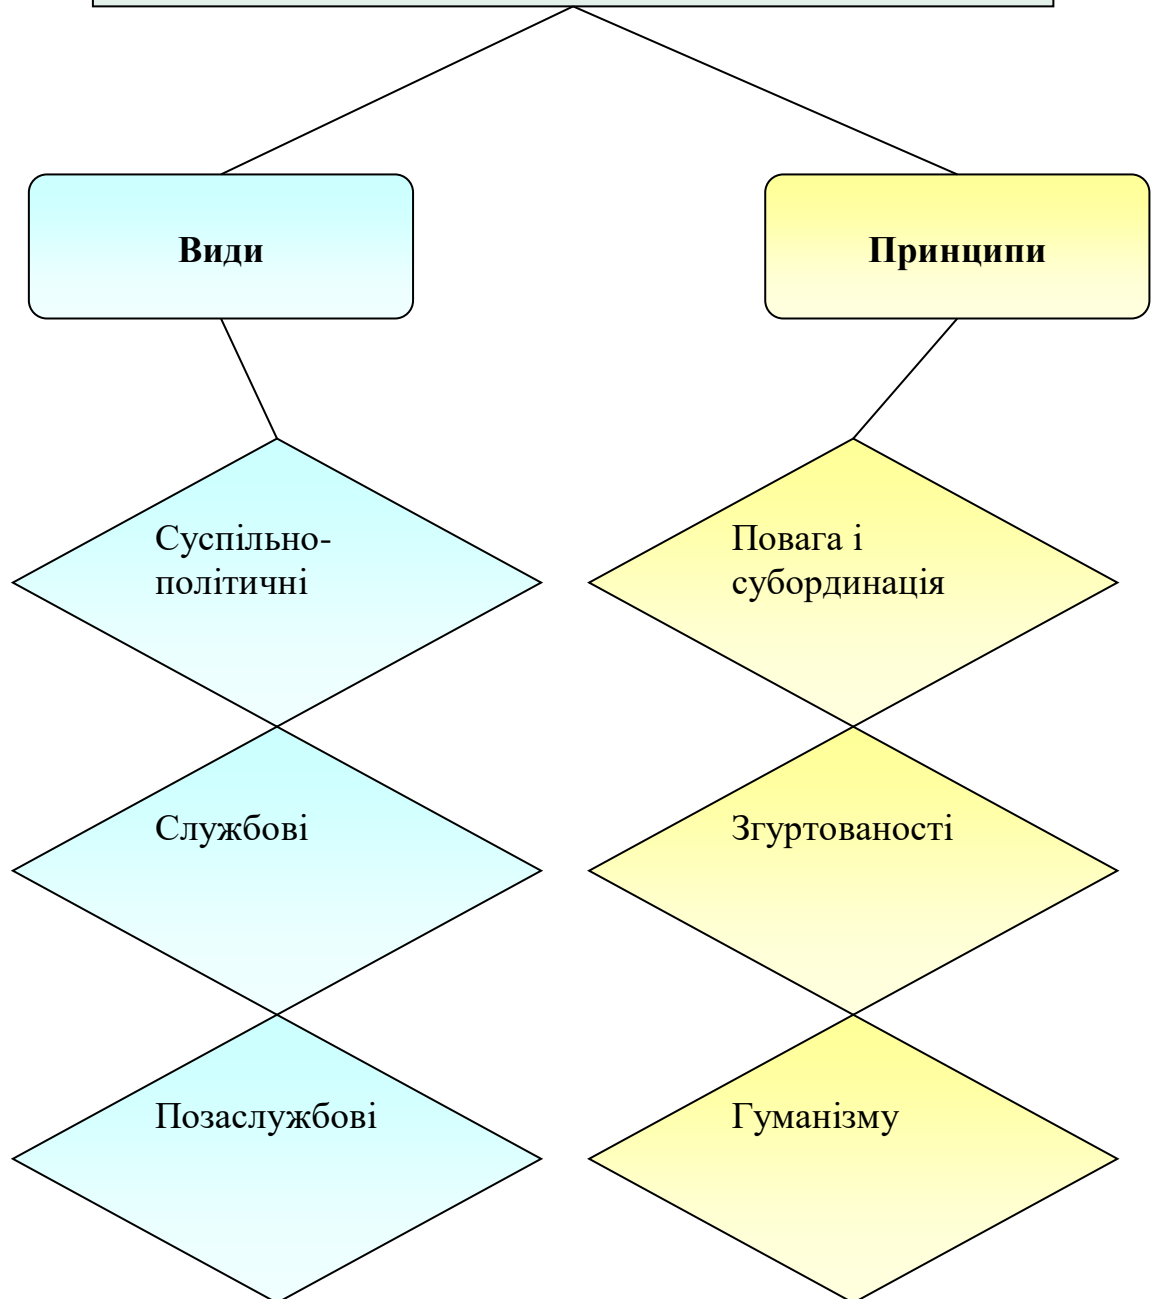 Види
Принципи
Суспільно-
політичні
Повага і
субординація
Службові
Згуртованості
Позаслужбові
Гуманізму